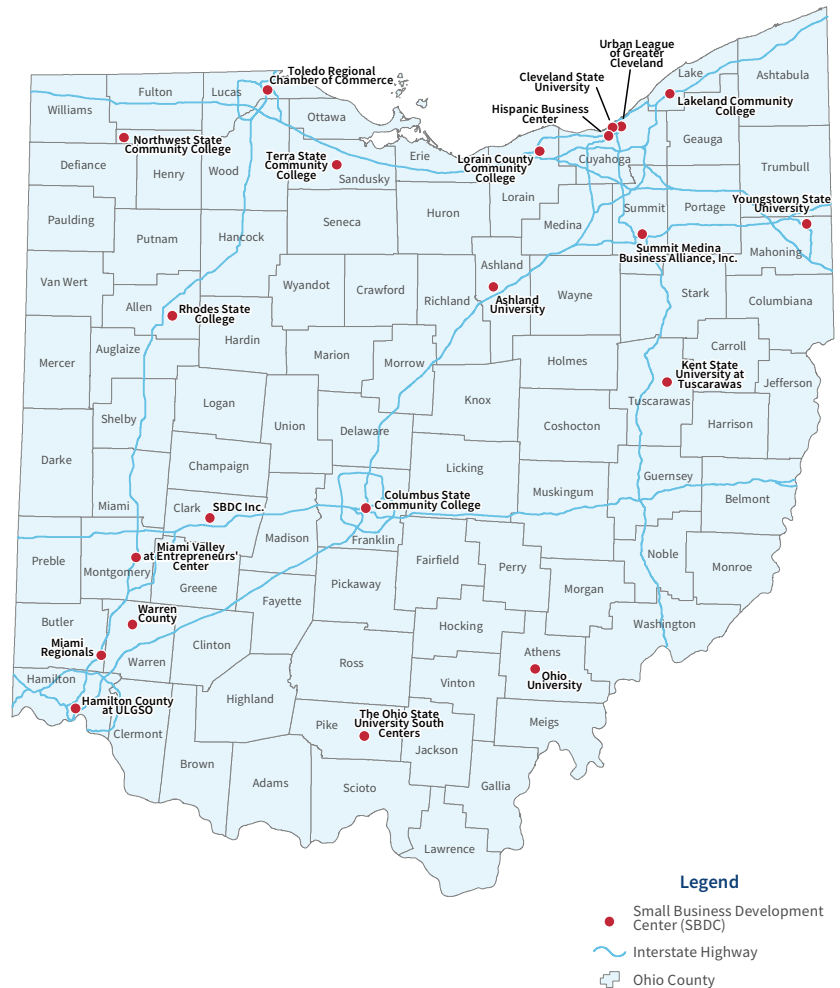 Urban League
of Greater
Cleveland
Toledo Regional
Chamber of Commerce
Cleveland State
University
Lake
Ashtabula
Fulton
Lucas
Williams
Hispanic Business
Center
Lakeland Community
College
Ottawa
Northwest State
Community College
Geauga
Defiance
Henry
Wood
Terra State
Community
College
Sandusky
Erie
Lorain County
Community
College
Cuyahoga
Trumbull
Lorain
Paulding
Seneca
Huron
Medina
Summit
Portage
Youngstown State
University
Putnam
Hancock
Summit Medina
Business Alliance, Inc.
Mahoning
Van Wert
Wyandot
Crawford
Richland
Ashland
Ashland
University
Wayne
Stark
Columbiana
Allen
Rhodes State
College
Hardin
Auglaize
Mercer
Marion
Morrow
Holmes
Carroll
Kent State
University at
Tuscarawas
Jefferson
Tuscarawas
Logan
Knox
Shelby
Union
Delaware
Coshocton
Harrison
Darke
Champaign
Licking
Guernsey
Muskingum
Belmont
Miami
Clark
SBDC Inc.
Columbus State
Community College
Madison
Franklin
Miami Valley
at Entrepreneurs'
Center
Preble
Montgomery
Greene
Fairfield
Perry
Noble
Monroe
Pickaway
Morgan
Fayette
Butler
Warren
County
Hocking
Washington
Miami
Regionals
Warren
Clinton
Ross
Athens
Ohio
University
Hamilton
Vinton
Hamilton County
at ULGSO
Highland
Clermont
Pike
The Ohio State
University South
Centers
Meigs
Jackson
Brown
Adams
Scioto
Gallia
Lawrence
Legend
Small Business Development
Center (SBDC)
Interstate Highway
Ohio County